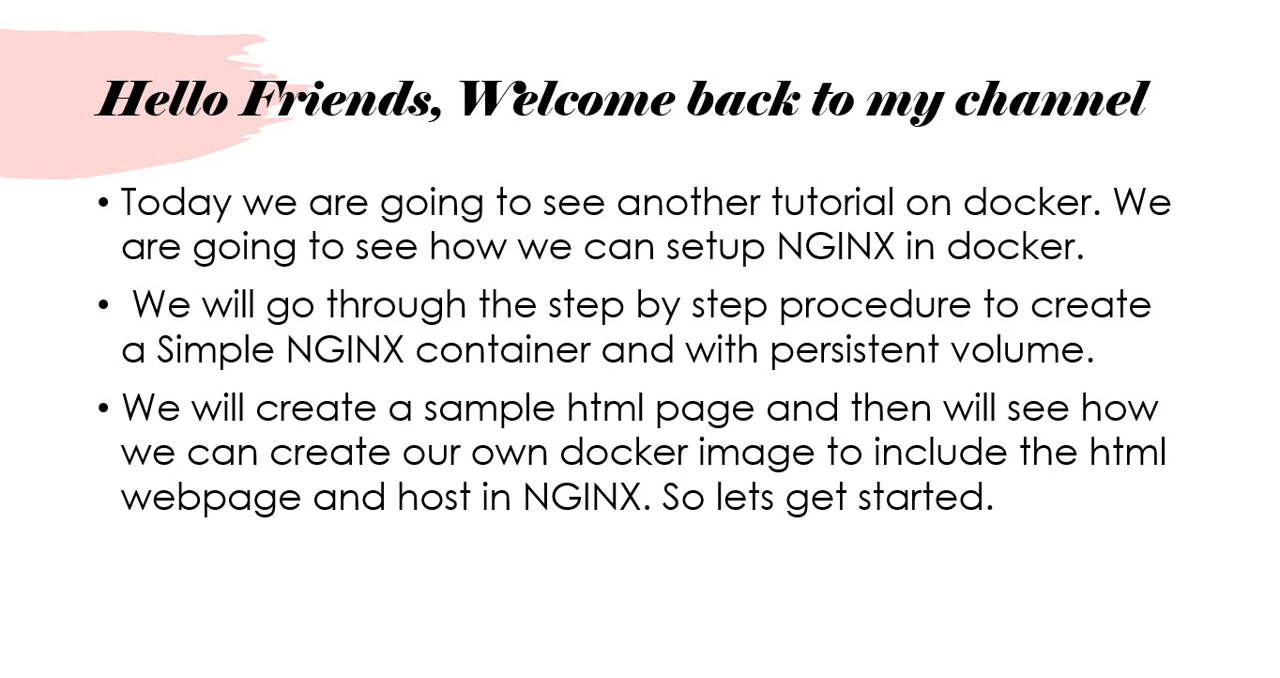 Hello Friends, Welcome back to my channel
• Today we are going to see another tutorial on docker. We
are going to see how we can setup NGINX in docker.
• We will go through the step by step procedure to create
a Simple NGINX container and with persistent volume.
• We will create a sample html page and then will see how
we can create our own docker image to include the html
webpage and host in NGINX. So lets get started.